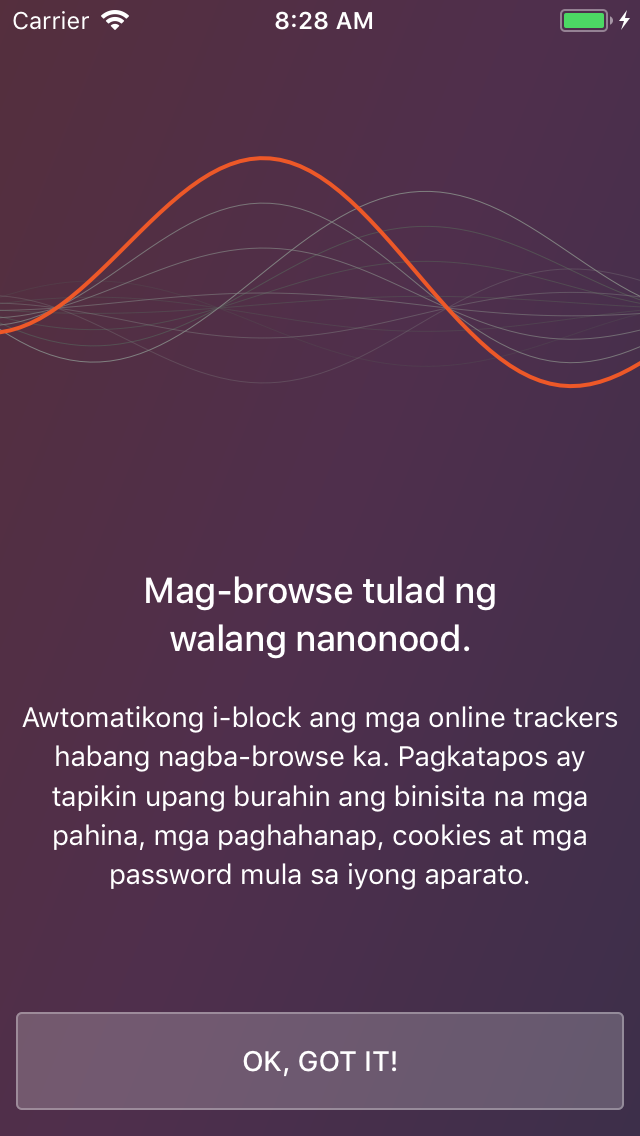 Carrier
8:28 AM
Mag-browse tulad ng
walang nanonood.
Awtomatikong i-block ang mga online trackers
habang nagba-browse ka. Pagkatapos ay
tapikin upang burahin ang binisita na mga
pahina, mga paghahanap, cookies at mga
password mula sa iyong aparato.
OK, GOT IT!